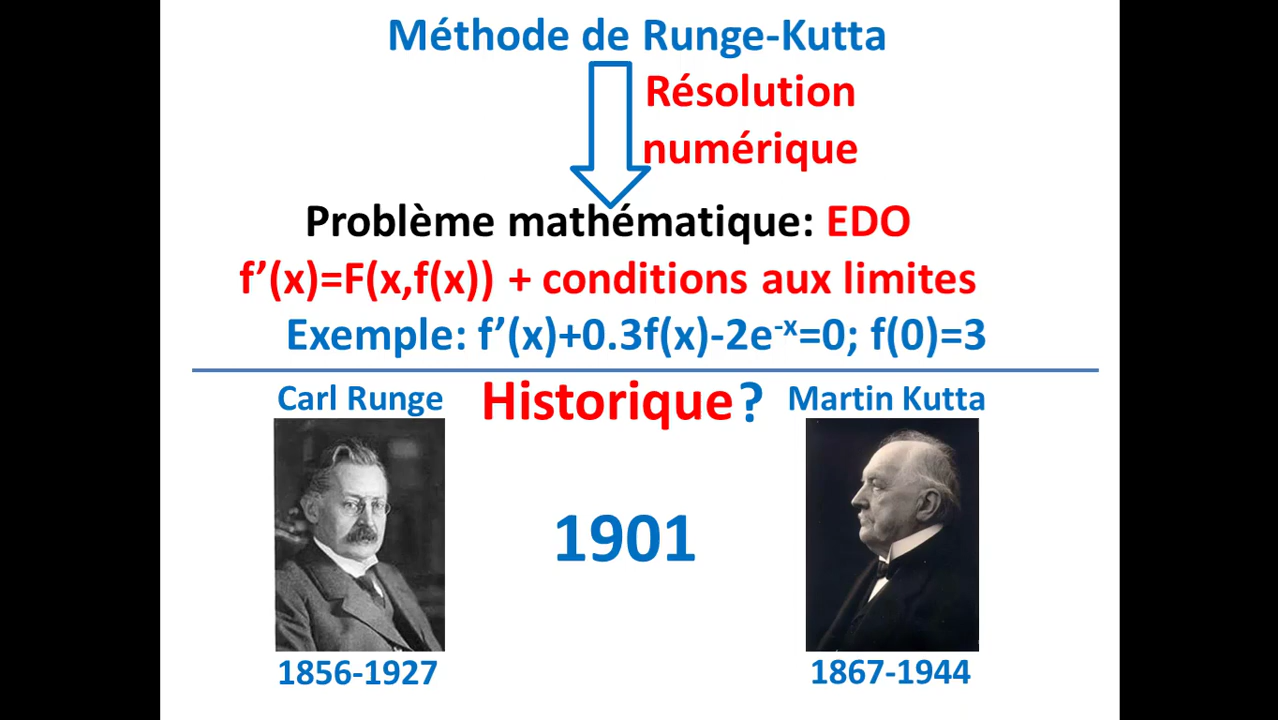 Méthode de Runge-Kutta
Résolution
numérique
Problème mathématique: EDO
f’(x)=F(x,f(x)) + conditions aux limites
Exemple: f’(x)+0.3f(x)-2e⁻ˣ=0; f(0)=3
Carl Runge
Historique?
Martin Kutta
1901
1856-1927
1867-1944